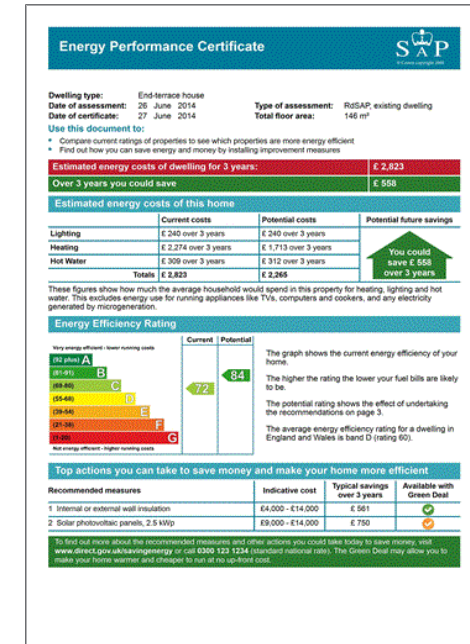 Energy Performance Certificate
SAP
© Crown copyright 2009
Dwelling type: End-terrace house
Date of assessment: 26 June 2014 Type of assessment: RdSAP, existing dwelling
Date of certificate: 27 June 2014 Total floor area: 146 m²
Use this document to:
• Compare current ratings of properties to see which properties are more energy efficient
• Find out how you can save energy and money by installing improvement measures
Estimated energy costs of dwelling for 3 years: £ 2,823
Over 3 years you could save £ 558
Estimated energy costs of this home
Current costs Potential costs Potential future savings
Lighting £ 240 over 3 years £ 240 over 3 years
Heating £ 2,274 over 3 years £ 1,713 over 3 years
Hot Water £ 309 over 3 years £ 312 over 3 years
Totals £ 2,823 £ 2,265
You could
save £ 558
over 3 years
These figures show how much the average household would spend in this property for heating, lighting and hot
water. This excludes energy use for running appliances like TVs, computers and cookers, and any electricity
generated by microgeneration.
Energy Efficiency Rating
Current Potential
Very energy efficient - lower running costs
(92 plus) A
(81-91) B
(69-80) C
(55-68) D
(39-54) E
(21-38) F
(1-20) G
Not energy efficient - higher running costs
72
84
The graph shows the current energy efficiency of your
home.
The higher the rating the lower your fuel bills are likely
to be.
The potential rating shows the effect of undertaking
the recommendations on page 3.
The average energy efficiency rating for a dwelling in
England and Wales is band D (rating 60).
Top actions you can take to save money and make your home more efficient
Recommended measures Indicative cost Typical savings over 3 years Available with Green Deal
1 Internal or external wall insulation £4,000 - £14,000 £ 561
2 Solar photovoltaic panels, 2.5 kWp £9,000 - £14,000 £ 750
To find out more about the recommended measures and other actions you could take today to save money, visit
www.direct.gov.uk/savingenergy or call 0300 123 1234 (standard national rate). The Green Deal may allow you to
make your home warmer and cheaper to run at no up-front cost.